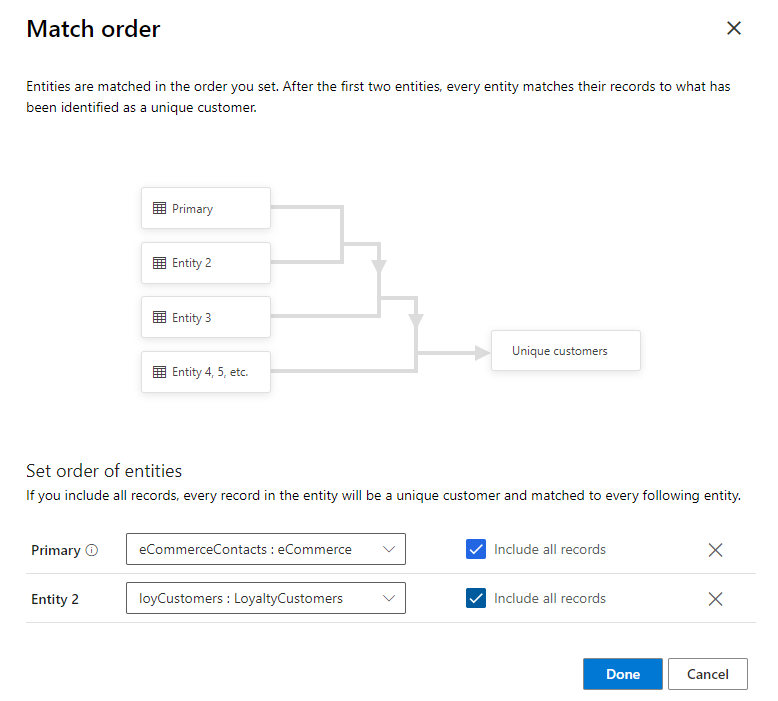 Match order
Entities are matched in the order you set. After the first two entities, every entity matches their records to what has
been identified as a unique customer.
Primary
Entity 2
Entity 3
Entity 4, 5, etc.
Unique customers
Set order of entities
If you include all records, every record in the entity will be a unique customer and matched to every following entity.
Primary eCommerceContacts : eCommerce Include all records
Entity 2 loyCustomers : LoyaltyCustomers Include all records
Done Cancel